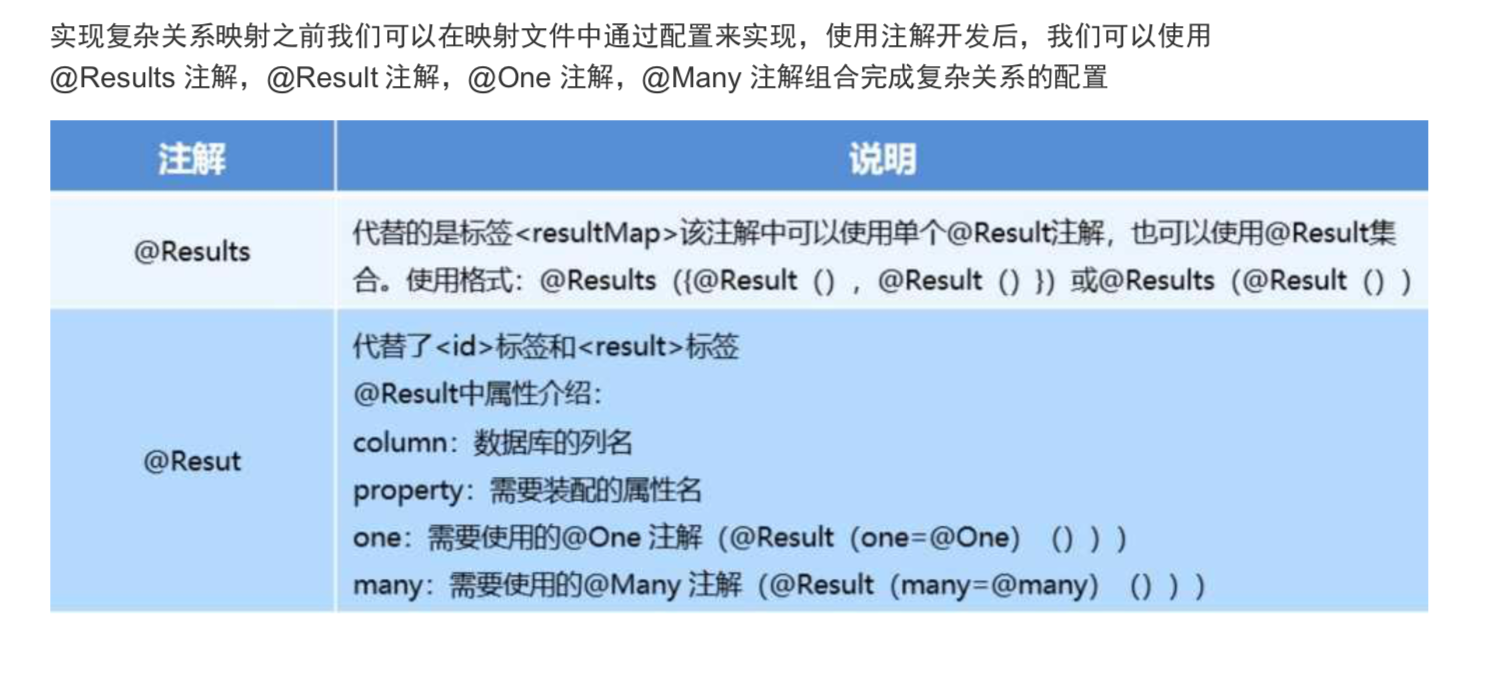 实现复杂关系映射之前我们可以在映射文件中通过配置来实现，使用注解开发后，我们可以使用
@Results 注解，@Result 注解，@One 注解，@Many 注解组合完成复杂关系的配置
注解 说明
@Results
代替的是标签<resultMap>该注解中可以使用单个@Result注解，也可以使用@Result集
合。使用格式：@Results（{@Result（），@Result（）}）或@Results（@Result（））
@Resut
代替了<id>标签和<result>标签
@Result中属性介绍：
column：数据库的列名
property：需要装配的属性名
one：需要使用的@One 注解（@Result（one=@One）（）））
many：需要使用的@Many 注解（@Result（many=@many）（）））